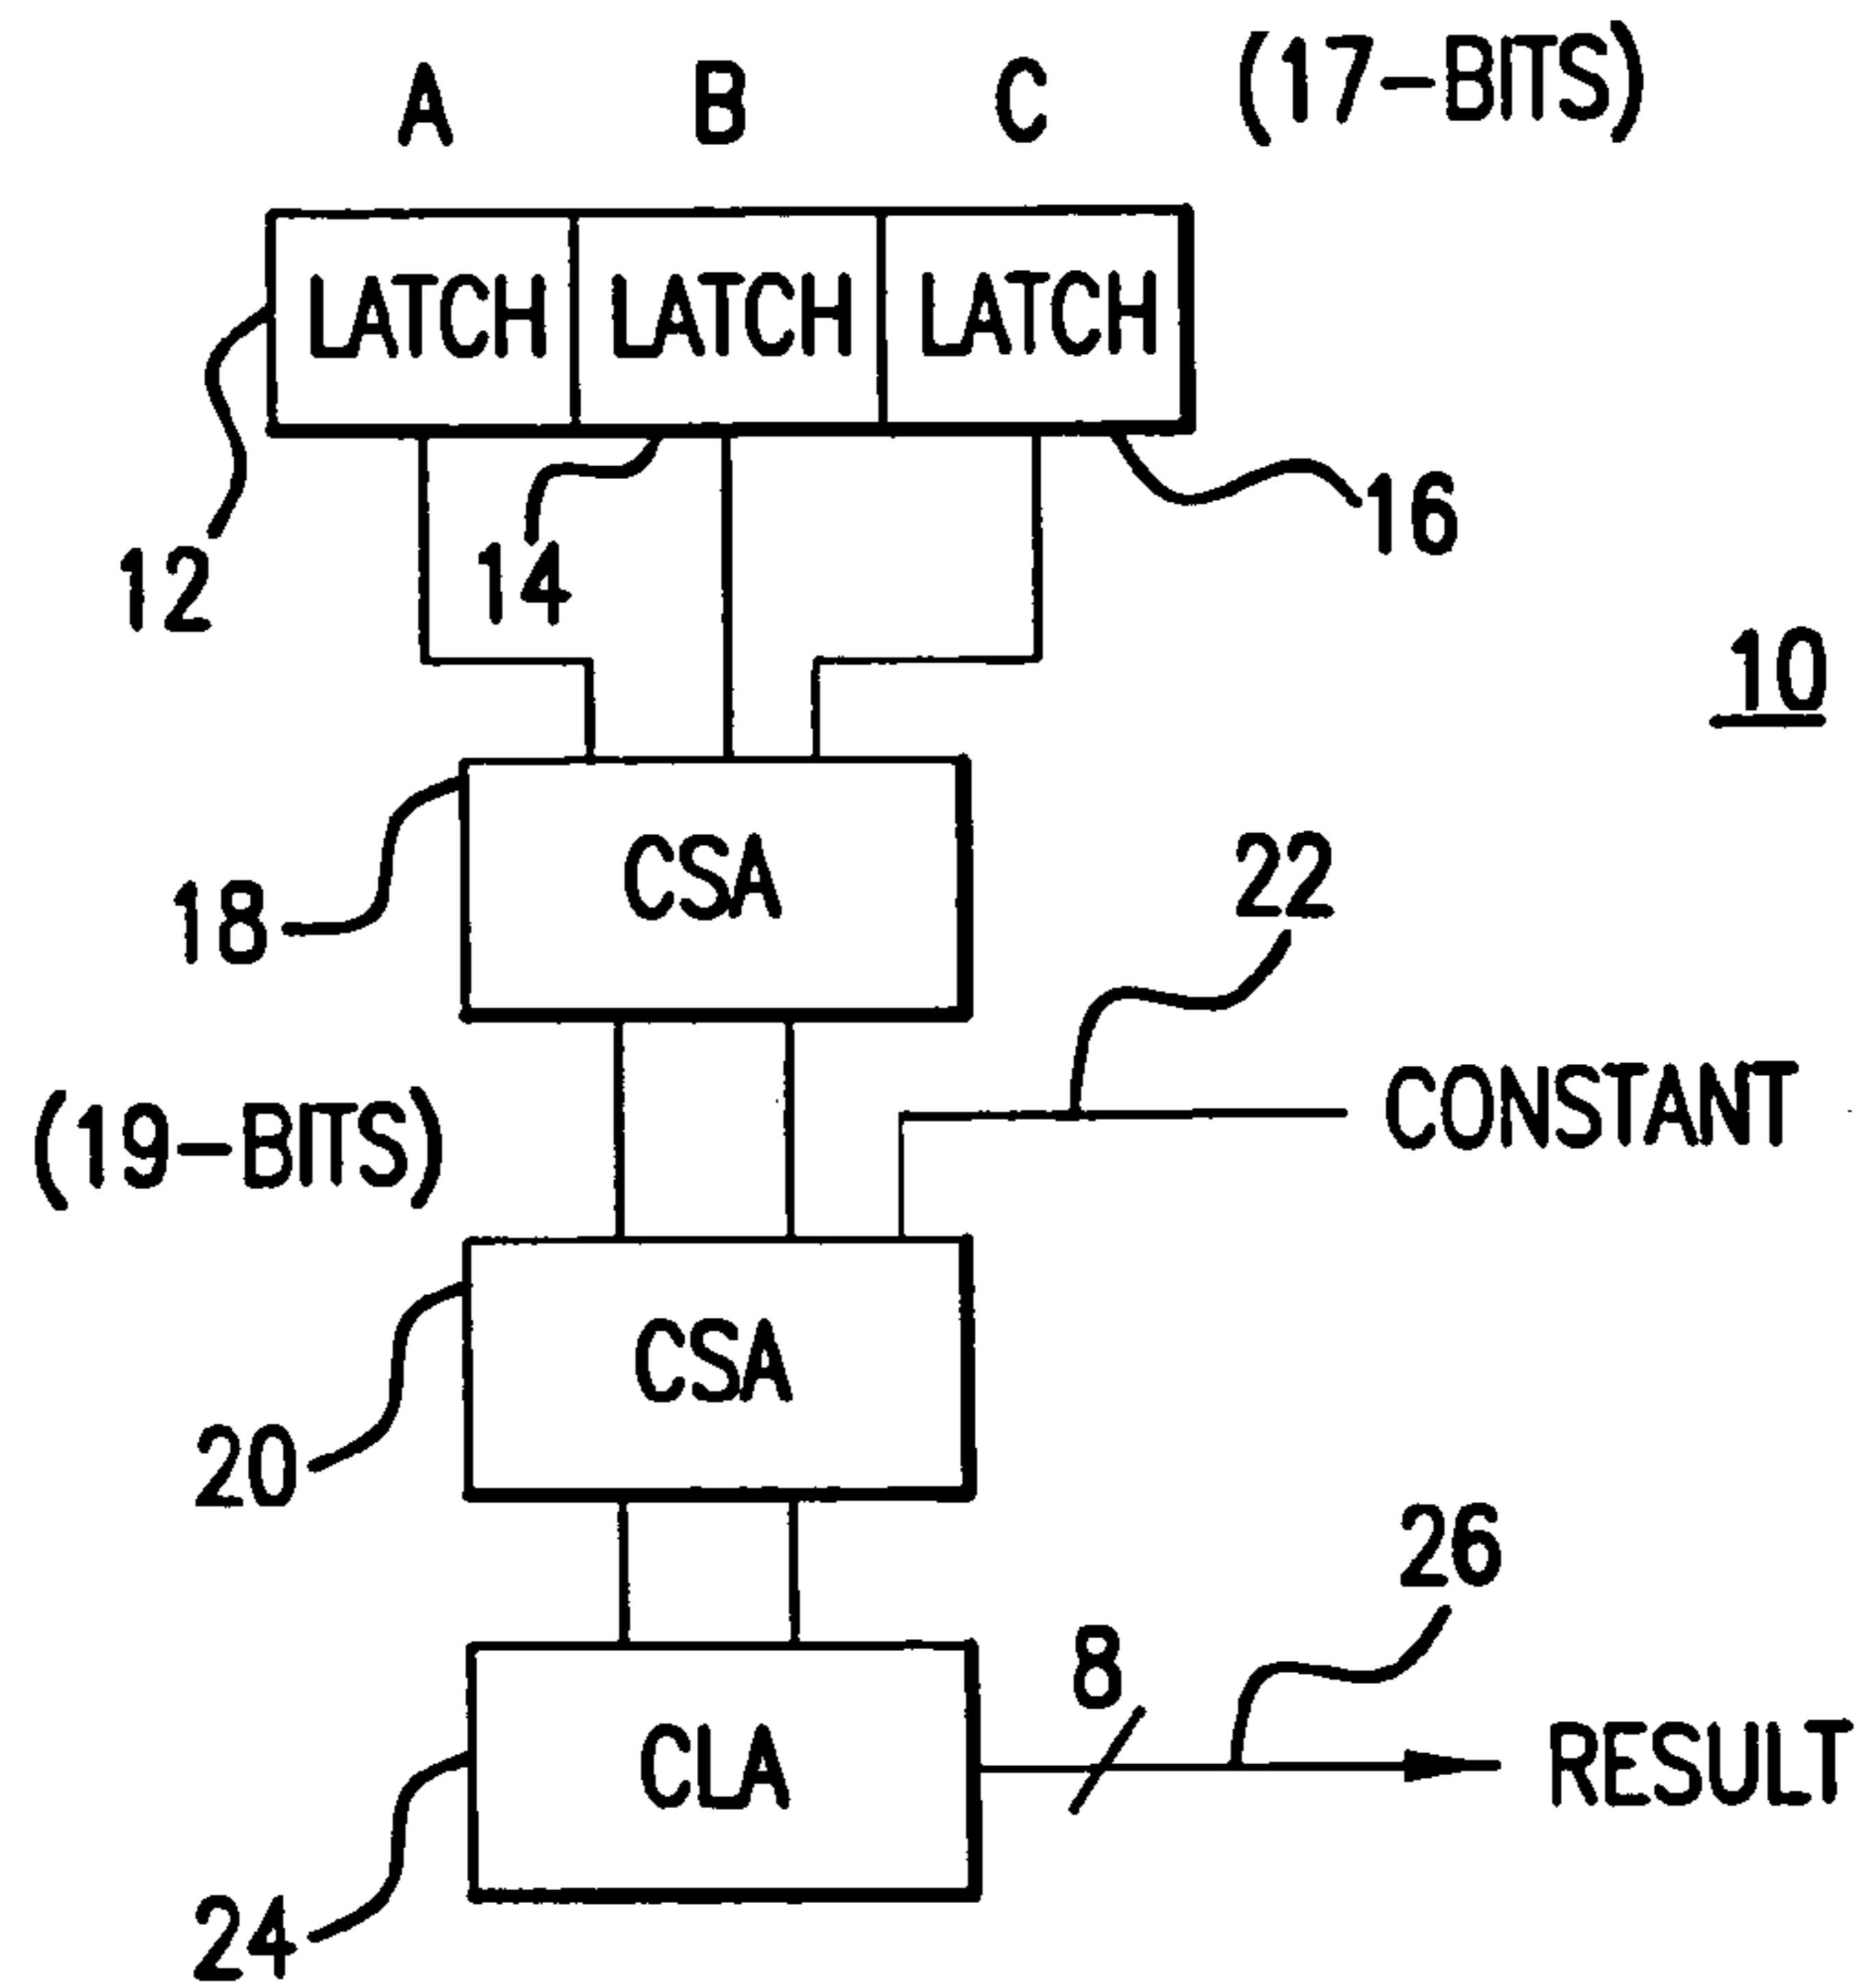 A B C (17-BITS)
LATCH LATCH LATCH
12 14 16
10
CSA
18
22
CONSTANT
(19-BITS)
CSA
20
26
8
CLA
RESULT
24